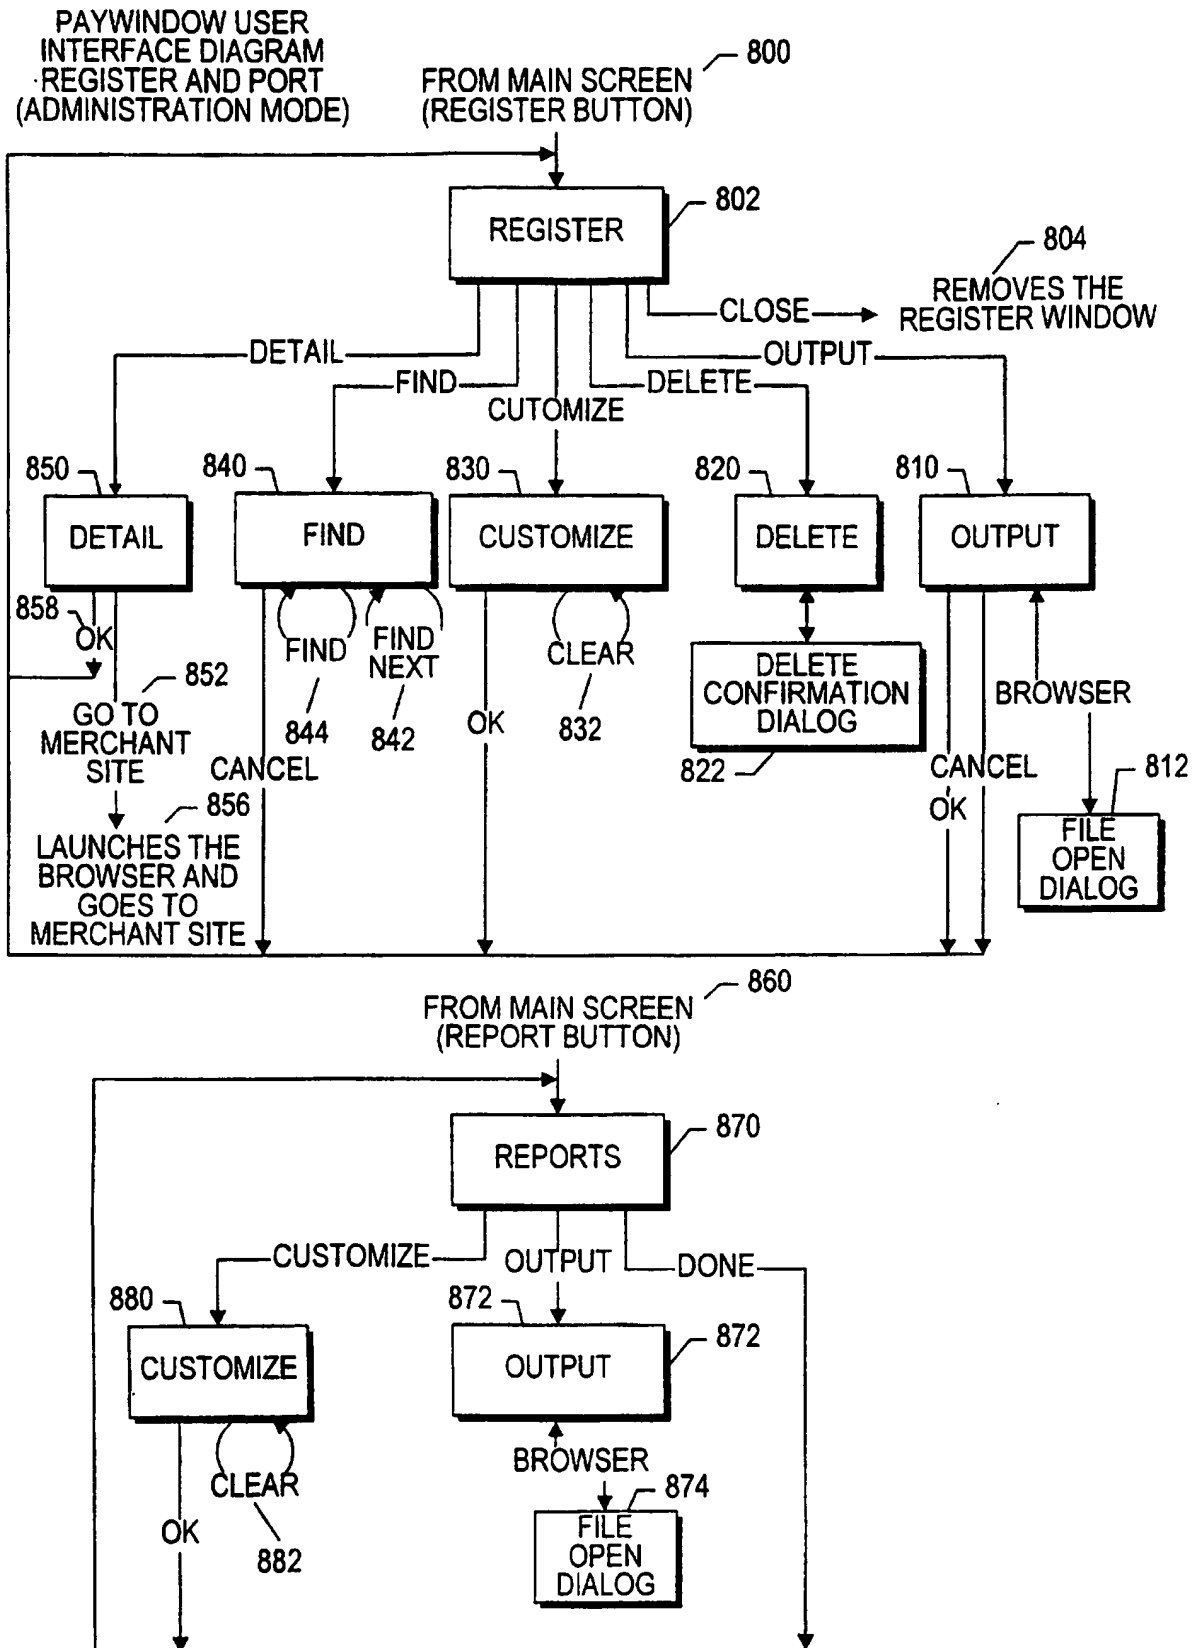 PAYWINDOW USER
INTERFACE DIAGRAM
REGISTER AND PORT
(ADMINISTRATION MODE)
800
FROM MAIN SCREEN
(REGISTER BUTTON)
802
REGISTER
804
REMOVES THE
REGISTER WINDOW
CLOSE
DETAIL
OUTPUT
FIND
DELETE
CUTOMIZE
850
840
830
820
810
DETAIL
FIND
CUSTOMIZE
DELETE
OUTPUT
858
OK
FIND
FIND
NEXT
CLEAR
DELETE
CONFIRMATION
DIALOG
BROWSER
852
GO TO
MERCHANT
SITE
844
842
OK
832
822
CANCEL
CANCEL
OK
812
FILE
OPEN
DIALOG
856
LAUNCHES THE
BROWSER AND
GOES TO
MERCHANT SITE
860
FROM MAIN SCREEN
(REPORT BUTTON)
870
REPORTS
CUSTOMIZE
OUTPUT
DONE
880
872
872
CUSTOMIZE
OUTPUT
CLEAR
BROWSER
874
OK
882
FILE
OPEN
DIALOG